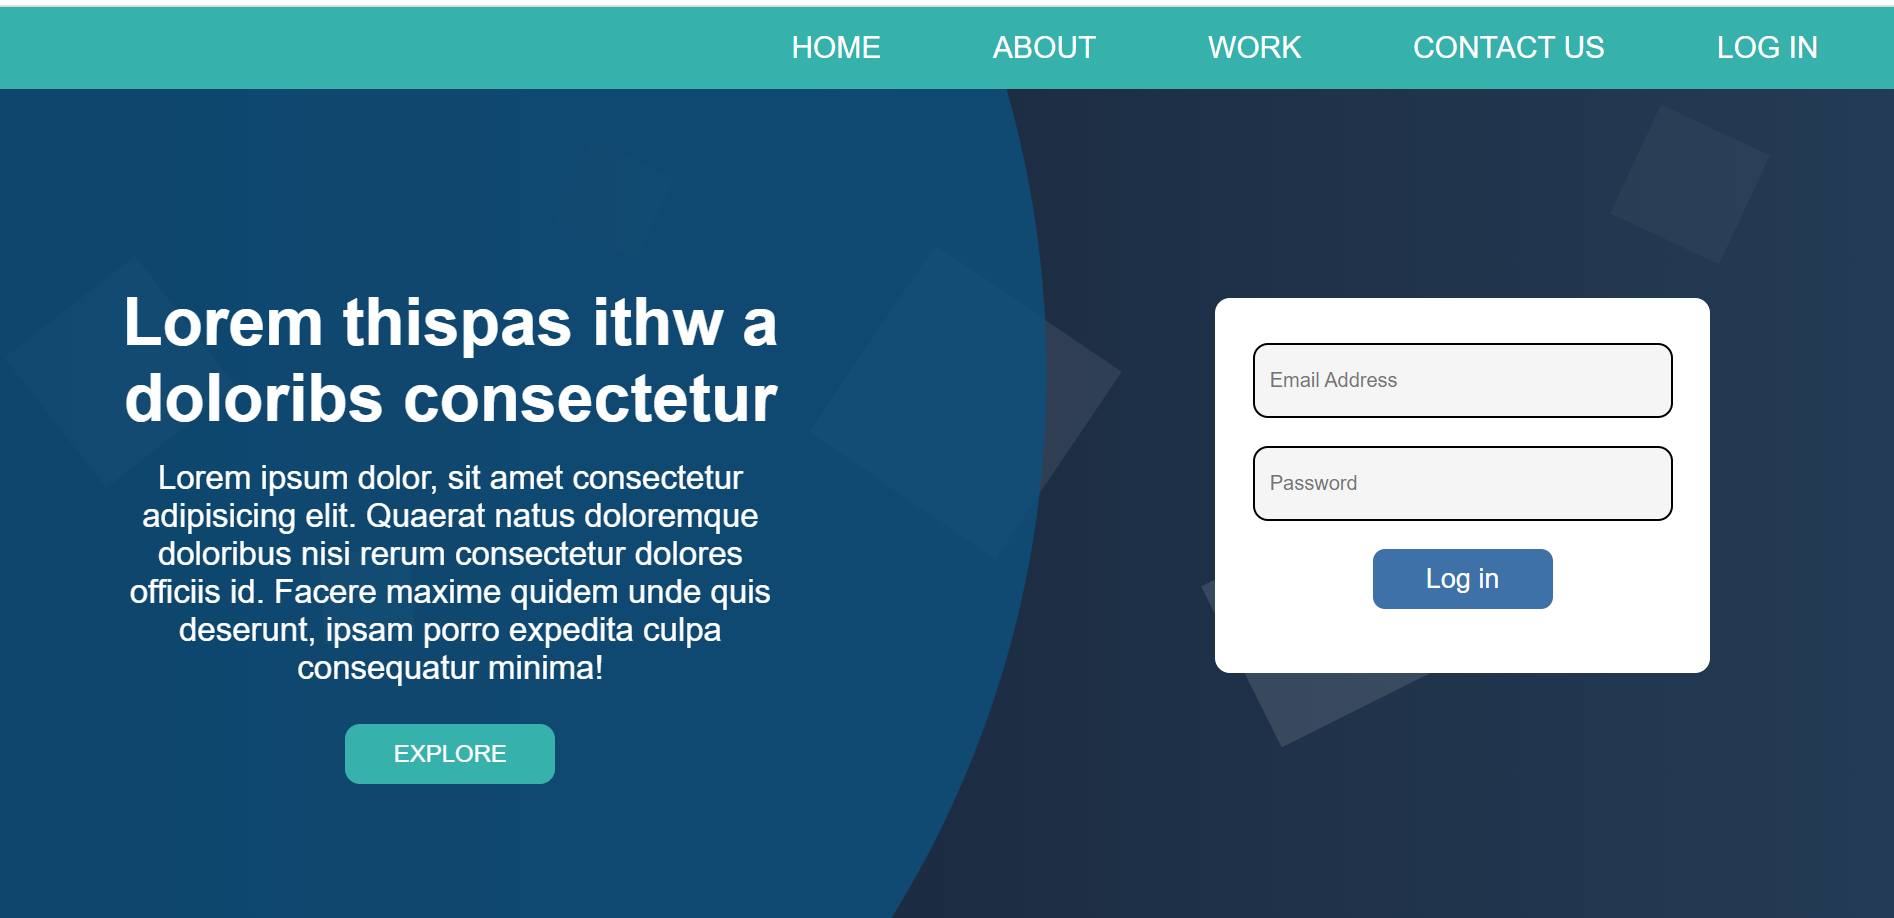 HOME ABOUT WORK CONTACT US LOG IN
Lorem thispas ithw a
doloribs consectetur
Lorem ipsum dolor, sit amet consectetur
adipisicing elit. Quaerat natus doloremque
doloribus nisi rerum consectetur dolores
officiis id. Facere maxime quidem unde quis
deserunt, ipsam porro expedita culpa
consequatur minima!
EXPLORE
Email Address
Password
Log in